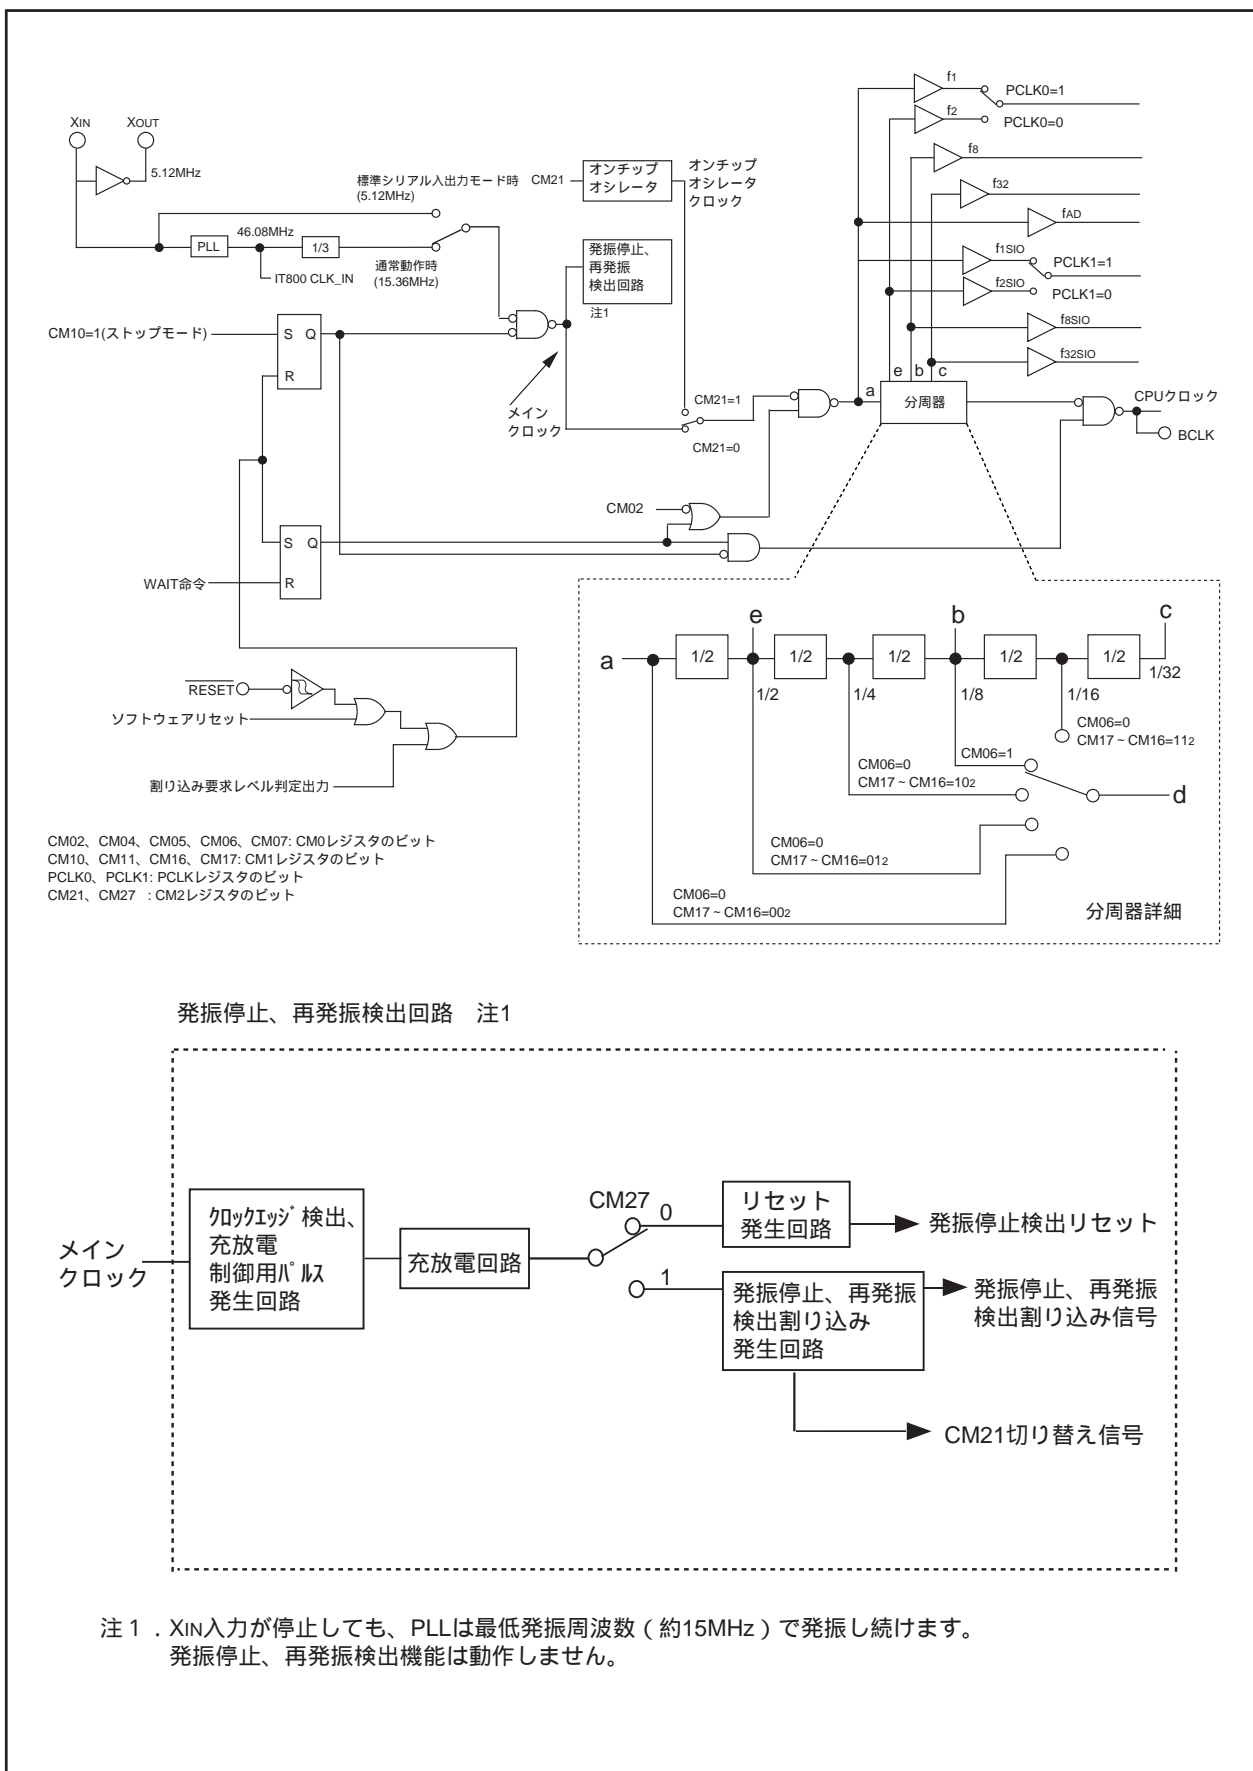 XIN
XOUT
5.12MHz
標準シリアル入出力モード時
(5.12MHz)
CM21
オンチップ
オシレータ
オンチップ
オシレータ
クロック
PLL
46.08MHz
1/3
IT800 CLK_IN
通常動作時
(15.36MHz)
発振停止、
再発振
検出回路
注1
f1
PCLK0=1
f2
PCLK0=0
f8
f32
fAD
f1SIO
PCLK1=1
f2SIO
PCLK1=0
f8SIO
f32SIO
CM10=1(ストップモード)
S Q
R
メイン
クロック
CM21=1
CM21=0
a
e b c
分周器
CPUクロック
BCLK
CM02
S Q
R
WAIT命令
RESET
ソフトウェアリセット
割り込み要求レベル判定出力
a
1/2
e
1/2
1/2
1/4
1/2
b
1/8
1/2
1/16
1/2
c
1/32
CM06=0
CM17~CM16=112
CM06=1
CM06=0
CM17~CM16=102
d
CM06=0
CM17~CM16=012
CM06=0
CM17~CM16=002
分周器詳細
CM02、CM04、CM05、CM06、CM07: CM0レジスタのビット
CM10、CM11、CM16、CM17: CM1レジスタのビット
PCLK0、PCLK1: PCLKレジスタのビット
CM21、CM27 : CM2レジスタのビット
発振停止、再発振検出回路 注1
メイン
クロック
クロックエッジ検出、
充放電
制御用パルス
発生回路
充放電回路
CM27
0
1
リセット
発生回路
発振停止検出リセット
発振停止、再発振
検出割り込み
発生回路
発振停止、再発振
検出割り込み信号
CM21切り替え信号
注1.XIN入力が停止しても、PLLは最低発振周波数(約15MHz)で発振し続けます。
発振停止、再発振検出機能は動作しません。